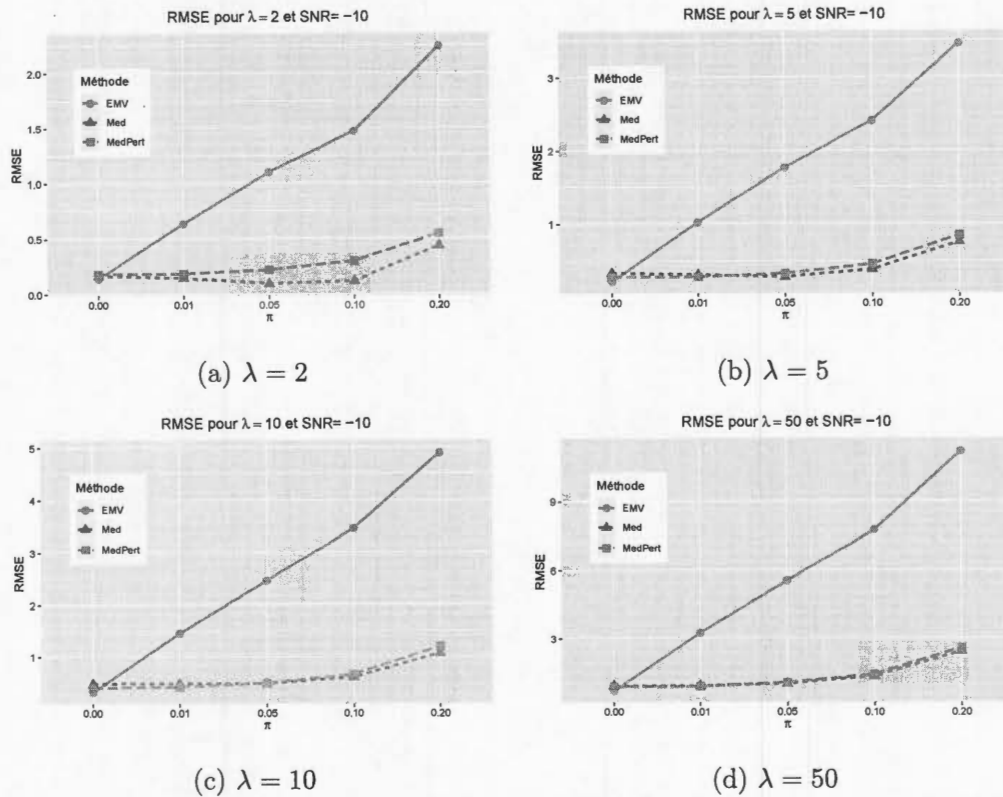 RMSE pour λ = 2 et SNR= −10
RMSE
2.0
1.5
1.0
0.5
0.0
Méthode
EMV
Med
MedPert
0.00 0.01 0.05 0.10 0.20
π
(a) λ = 2
RMSE pour λ = 5 et SNR= −10
RMSE
3
2
1
Méthode
EMV
Med
MedPert
0.00 0.01 0.05 0.10 0.20
π
(b) λ = 5
RMSE pour λ = 10 et SNR= −10
RMSE
5
4
3
2
1
Méthode
EMV
Med
MedPert
0.00 0.01 0.05 0.10 0.20
π
(c) λ = 10
RMSE pour λ = 50 et SNR= −10
RMSE
9
6
3
Méthode
EMV
Med
MedPert
0.00 0.01 0.05 0.10 0.20
π
(d) λ = 50